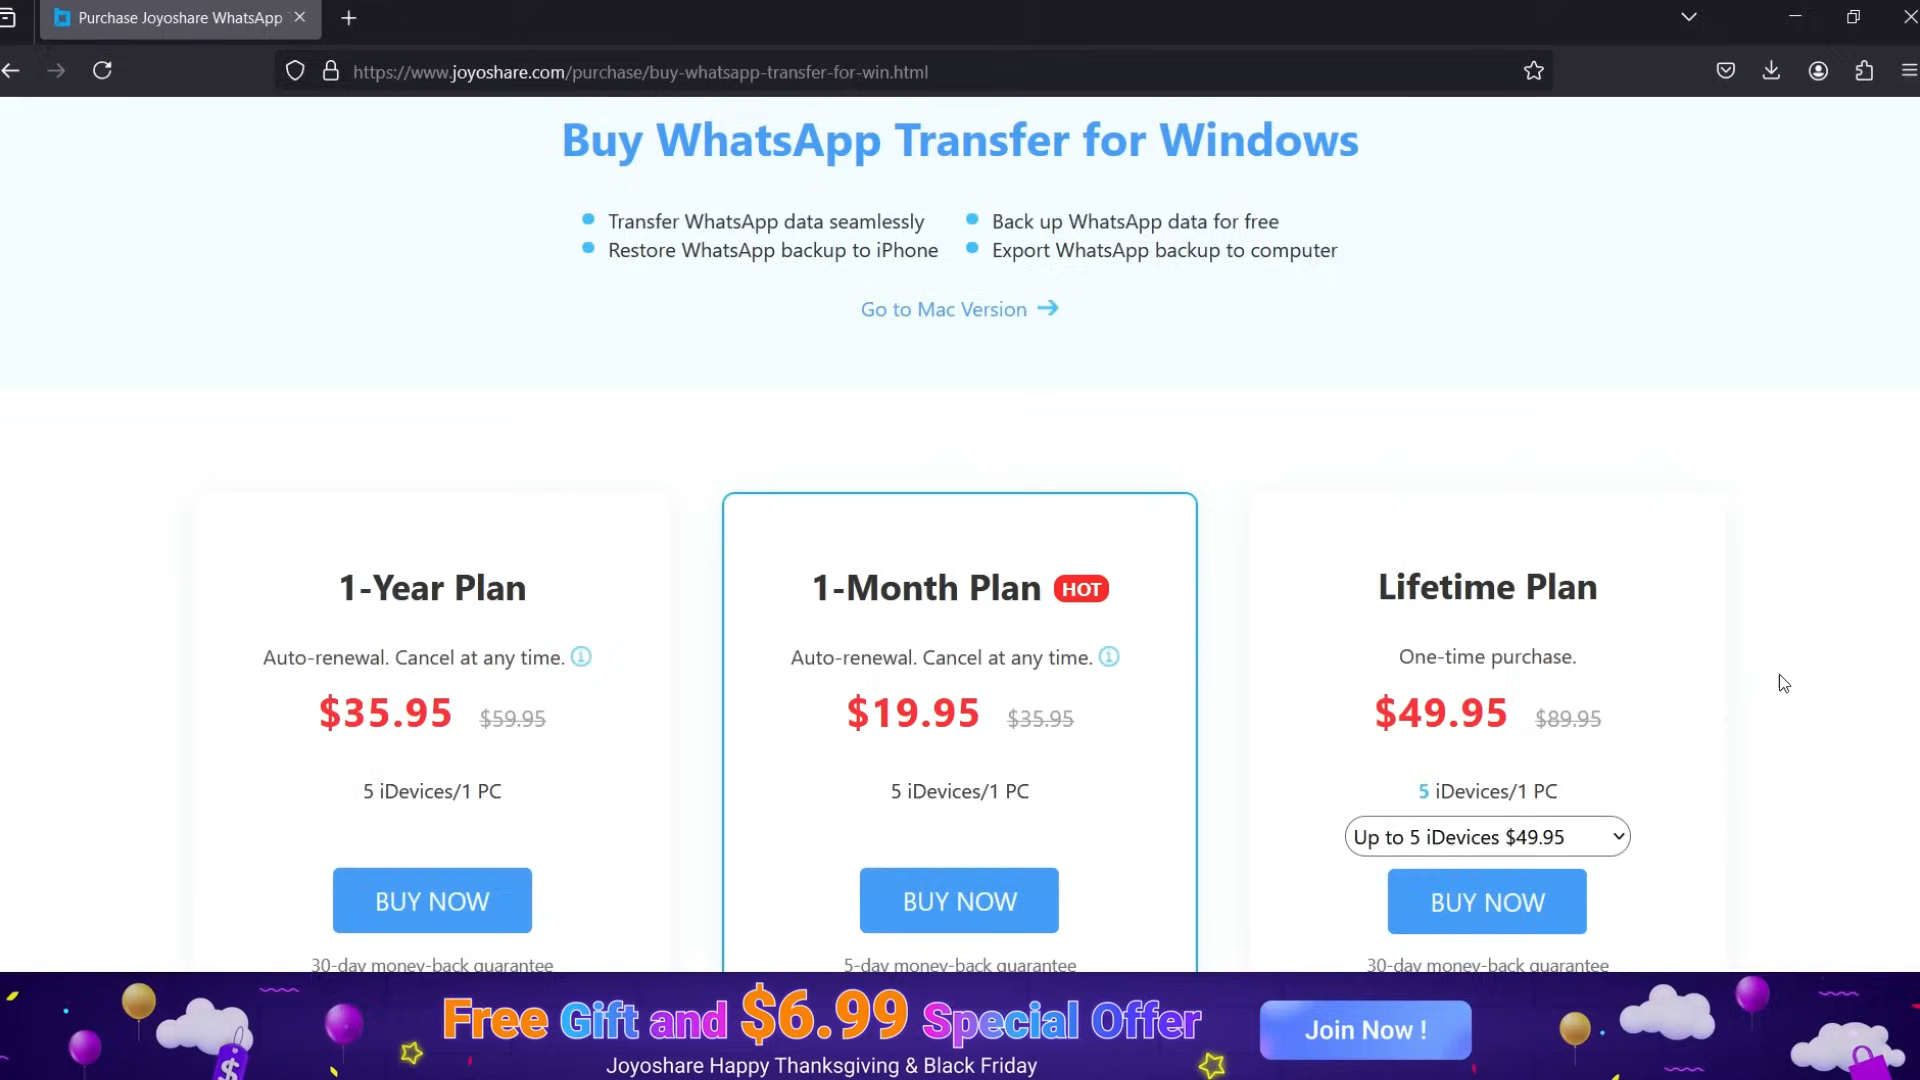 Purchase Joyoshare WhatsApp
https://www.joyoshare.com/purchase/buy-whatsapp-transfer-for-win.html
Buy WhatsApp Transfer for Windows
Transfer WhatsApp data seamlessly
Back up WhatsApp data for free
Restore WhatsApp backup to iPhone
Export WhatsApp backup to computer
Go to Mac Version
1-Year Plan
Auto-renewal. Cancel at any time.
$35.95 $59.95
5 iDevices/1 PC
BUY NOW
30-day money-back guarantee
1-Month Plan HOT
Auto-renewal. Cancel at any time.
$19.95 $35.95
5 iDevices/1 PC
BUY NOW
5-day money-back guarantee
Lifetime Plan
One-time purchase.
$49.95 $89.95
5 iDevices/1 PC
Up to 5 iDevices $49.95
BUY NOW
30-day money-back guarantee
Free Gift and $6.99 Special Offer
Joyoshare Happy Thanksgiving & Black Friday
Join Now !
$